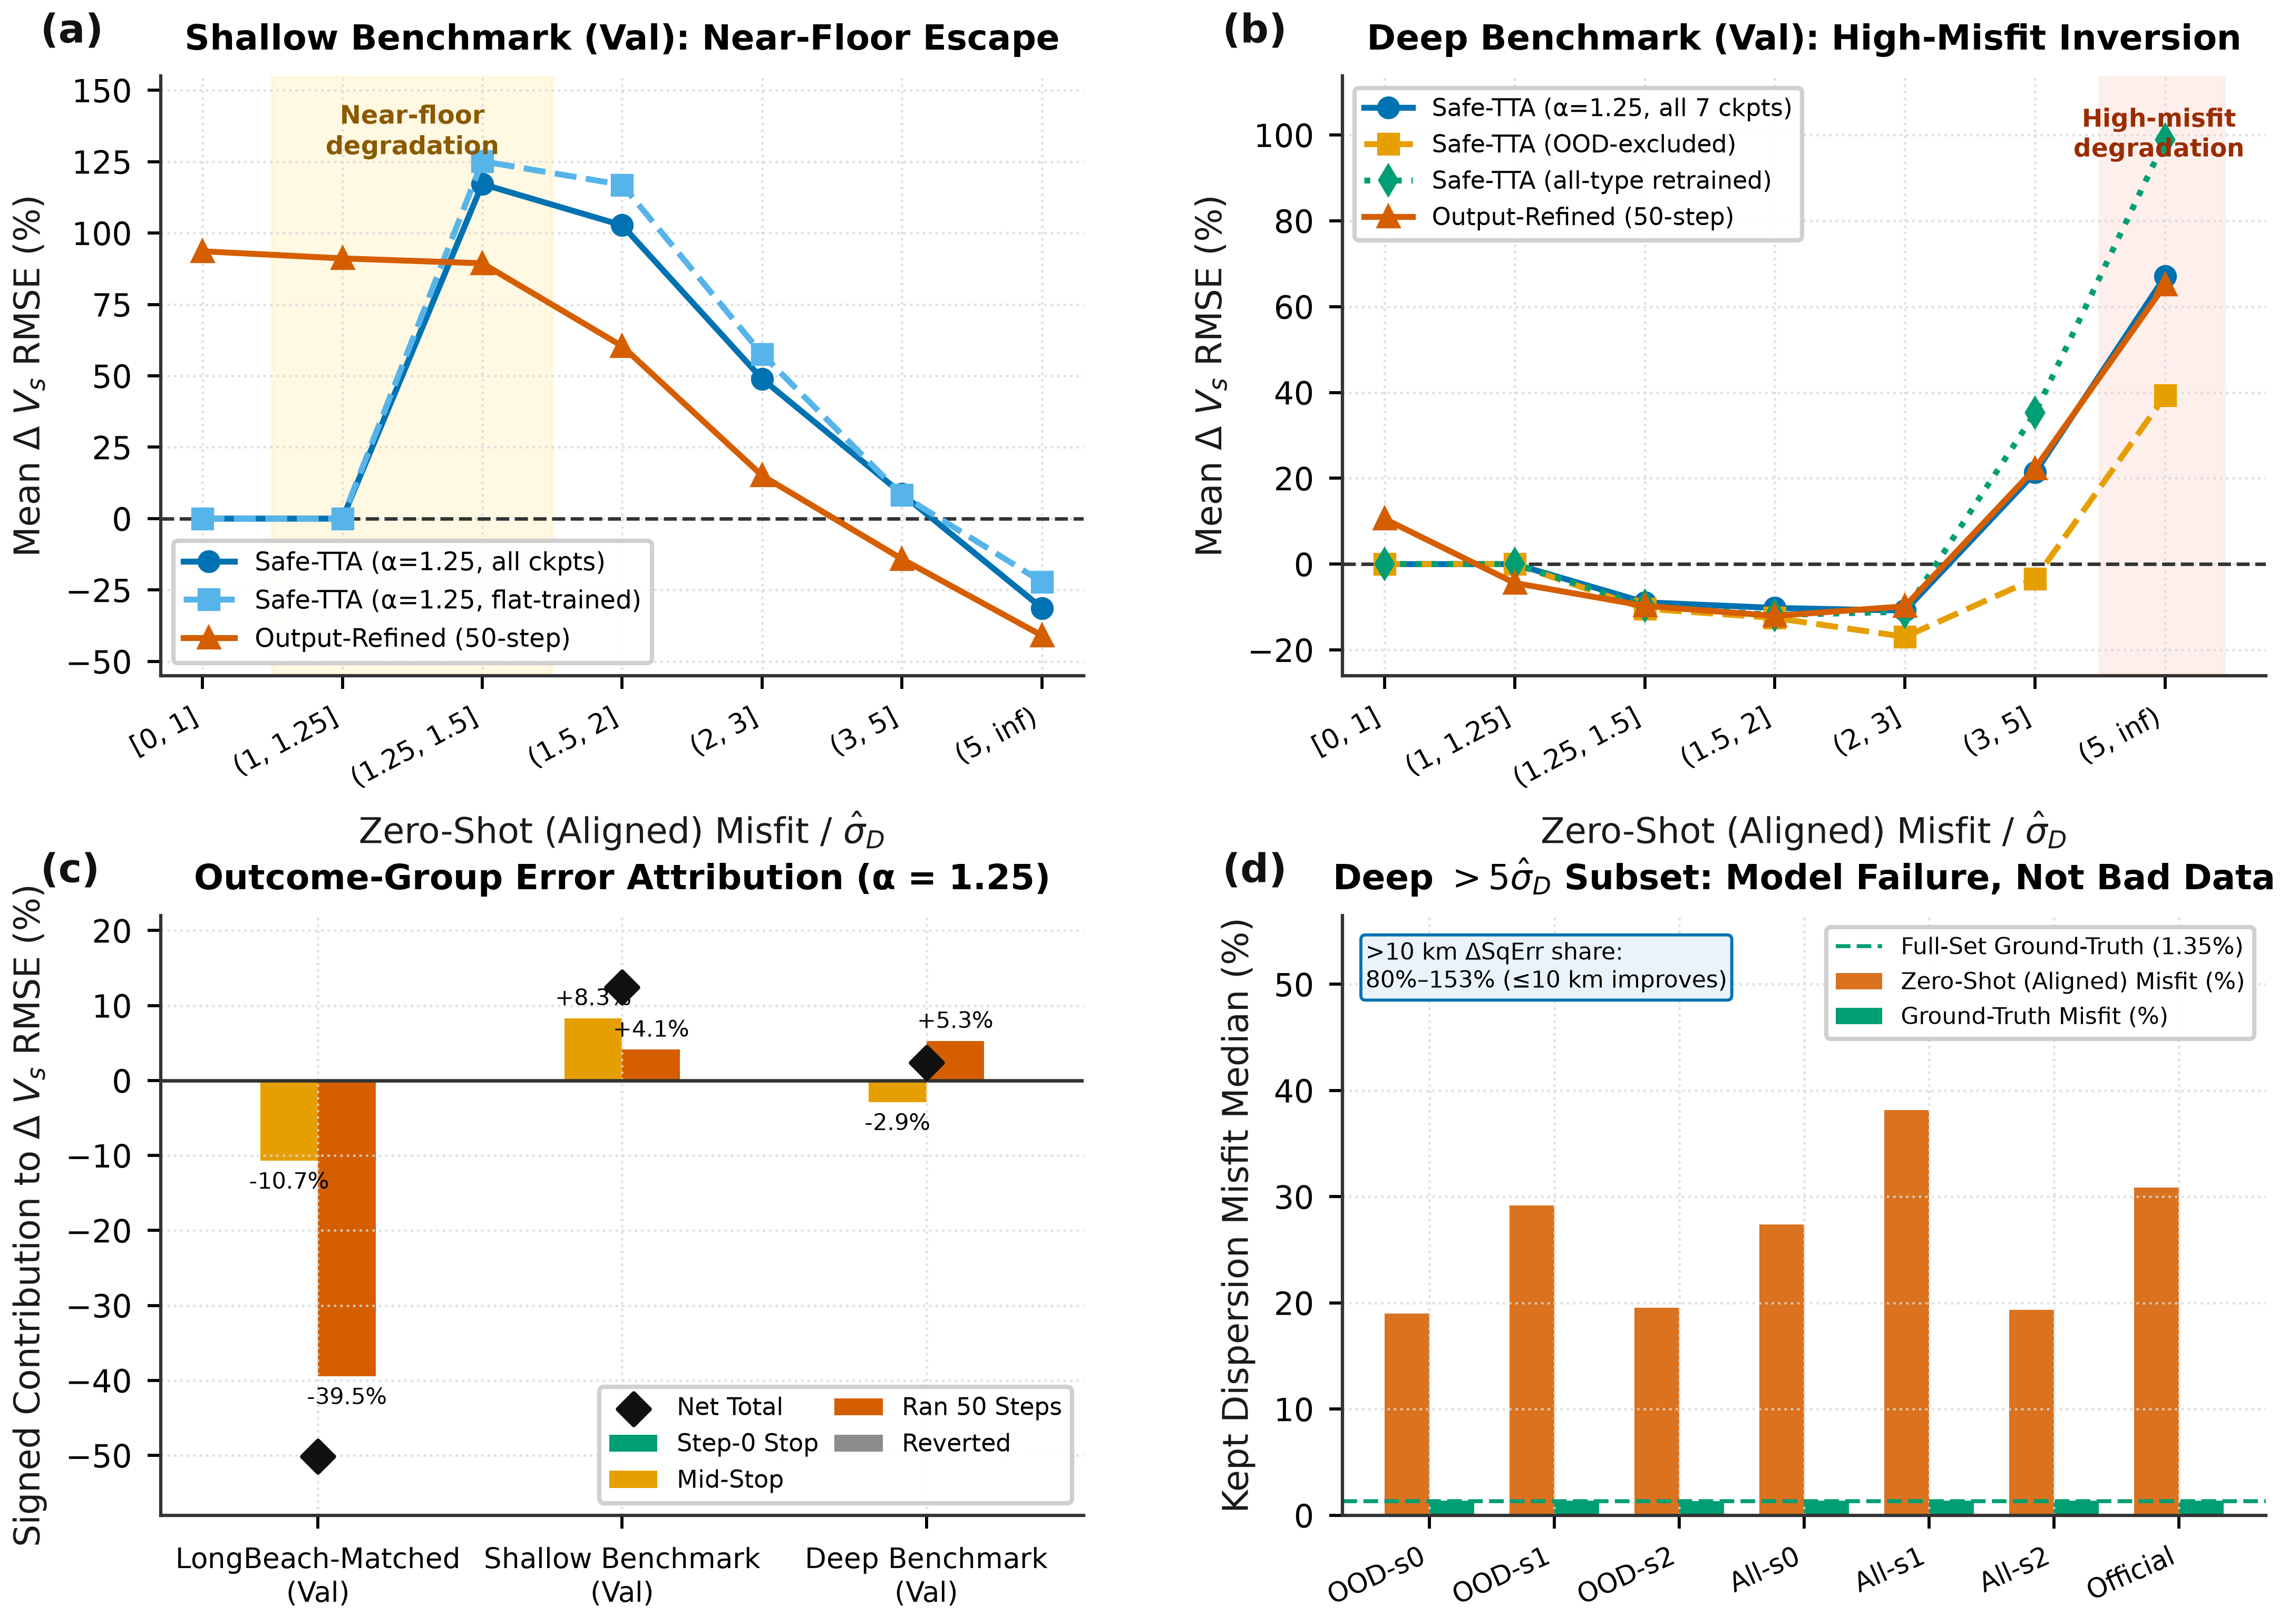 (a)
Shallow Benchmark (Val): Near-Floor Escape
Mean Δ Vₛ RMSE (%)
150
125
100
75
50
25
0
−25
−50
Near-floor
degradation
Safe-TTA (α=1.25, all ckpts)
Safe-TTA (α=1.25, flat-trained)
Output-Refined (50-step)
[0, 1]
(1, 1.25]
(1.25, 1.5]
(1.5, 2]
(2, 3]
(3, 5]
(5, inf)
Zero-Shot (Aligned) Misfit / σ̂_D
(b)
Deep Benchmark (Val): High-Misfit Inversion
Mean Δ Vₛ RMSE (%)
100
80
60
40
20
0
−20
Safe-TTA (α=1.25, all 7 ckpts)
Safe-TTA (OOD-excluded)
Safe-TTA (all-type retrained)
Output-Refined (50-step)
High-misfit
degradation
[0, 1]
(1, 1.25]
(1.25, 1.5]
(1.5, 2]
(2, 3]
(3, 5]
(5, inf)
Zero-Shot (Aligned) Misfit / σ̂_D
(c)
Outcome-Group Error Attribution (α = 1.25)
Signed Contribution to Δ Vₛ RMSE (%)
20
10
0
−10
−20
−30
−40
−50
-10.7%
-39.5%
+8.3%
+4.1%
-2.9%
+5.3%
Net Total
Step-0 Stop
Mid-Stop
Ran 50 Steps
Reverted
LongBeach-Matched
(Val)
Shallow Benchmark
(Val)
Deep Benchmark
(Val)
(d)
Deep >5σ̂_D Subset: Model Failure, Not Bad Data
Kept Dispersion Misfit Median (%)
50
40
30
20
10
0
>10 km ΔSqErr share:
80%–153% (≤10 km improves)
Full-Set Ground-Truth (1.35%)
Zero-Shot (Aligned) Misfit (%)
Ground-Truth Misfit (%)
OOD-s0
OOD-s1
OOD-s2
All-s0
All-s1
All-s2
Official